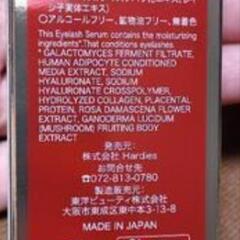 シ子実体エキス)
○アルコールフリー、鉱物油フリー、無着色
This Eyelash Serum contains the moisturizing
ingredients*. That conditions eyelashes.
* GALACTOMYCES FERMENT FILTRATE,
HUMAN ADIPOCYTE CONDITIONED
MEDIA EXTRACT, SODIUM
HYALURONATE, SODIUM
HYALURONATE CROSSPOLYMER,
HYDROLYZED COLLAGEN, PLACENTAL
PROTEIN, ROSA DAMASCENA FLOWER
EXTRACT, GANODERMA LUCIDUM
(MUSHROOM) FRUITING BODY
EXTRACT
発売元:
株式会社 Hardies
お問合せ先
☎072-813-0780
製造販売元:
東洋ビューティ株式会社
大阪市東成区東中本3-13-8
MADE IN JAPAN